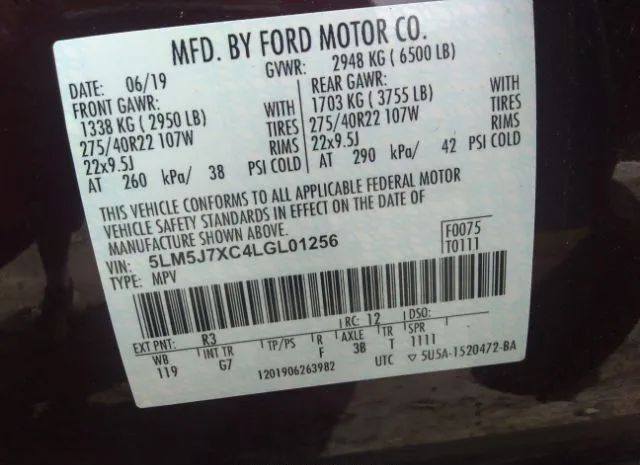 MFD. BY FORD MOTOR CO.
DATE: 06/19 GVWR: 2948 KG ( 6500 LB)
FRONT GAWR: REAR GAWR:
1338 KG ( 2950 LB) WITH 1703 KG ( 3755 LB) WITH
275/40R22 107W TIRES 275/40R22 107W TIRES
22x9.5J RIMS 22x9.5J RIMS
AT 260 kPa/ 38 PSI COLD AT 290 kPa/ 42 PSI COLD
THIS VEHICLE CONFORMS TO ALL APPLICABLE FEDERAL MOTOR
VEHICLE SAFETY STANDARDS IN EFFECT ON THE DATE OF
MANUFACTURE SHOWN ABOVE.
VIN: 5LM5J7XC4LGL01256 F0075
TYPE: MPV T0111
EXT PNT: R3 RC: 12 DSO:
WB INT TR TP/PS R AXLE TR SPR
119 G7 F 3B T 1111
1201906263982 UTC ▽ 5U5A-1520472-BA